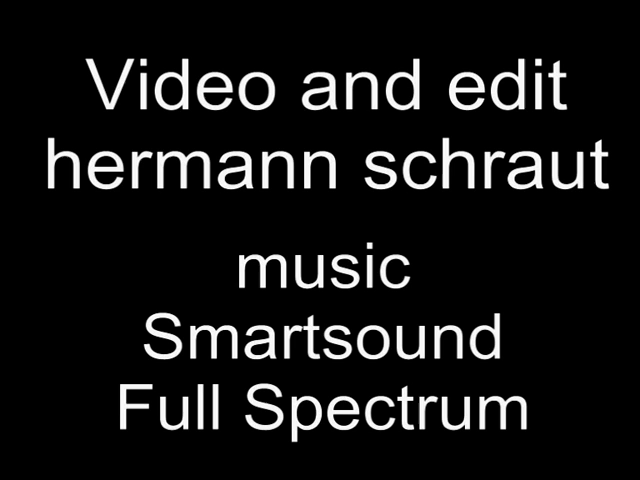 Video and edit
hermann schraut
music
Smartsound
Full Spectrum